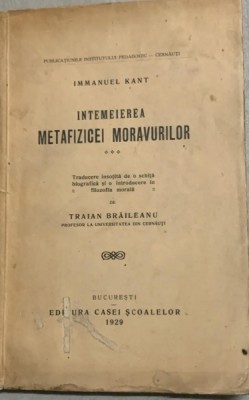 PUBLICAȚIUNILE INSTITUTULUI PEDAGOGIC — CERNĂUȚI
IMMANUEL KANT
INTEMEIEREA
METAFIZICEI MORAVURILOR
***
Traducere însoțită de o schiță
biografică și o introducere în
filozofia morală
DE
TRAIAN BRĂILEANU
PROFESOR LA UNIVERSITATEA DIN CERNĂUȚI
BUCUREȘTI
EDITURA CASEI ȘCOALELOR
1929